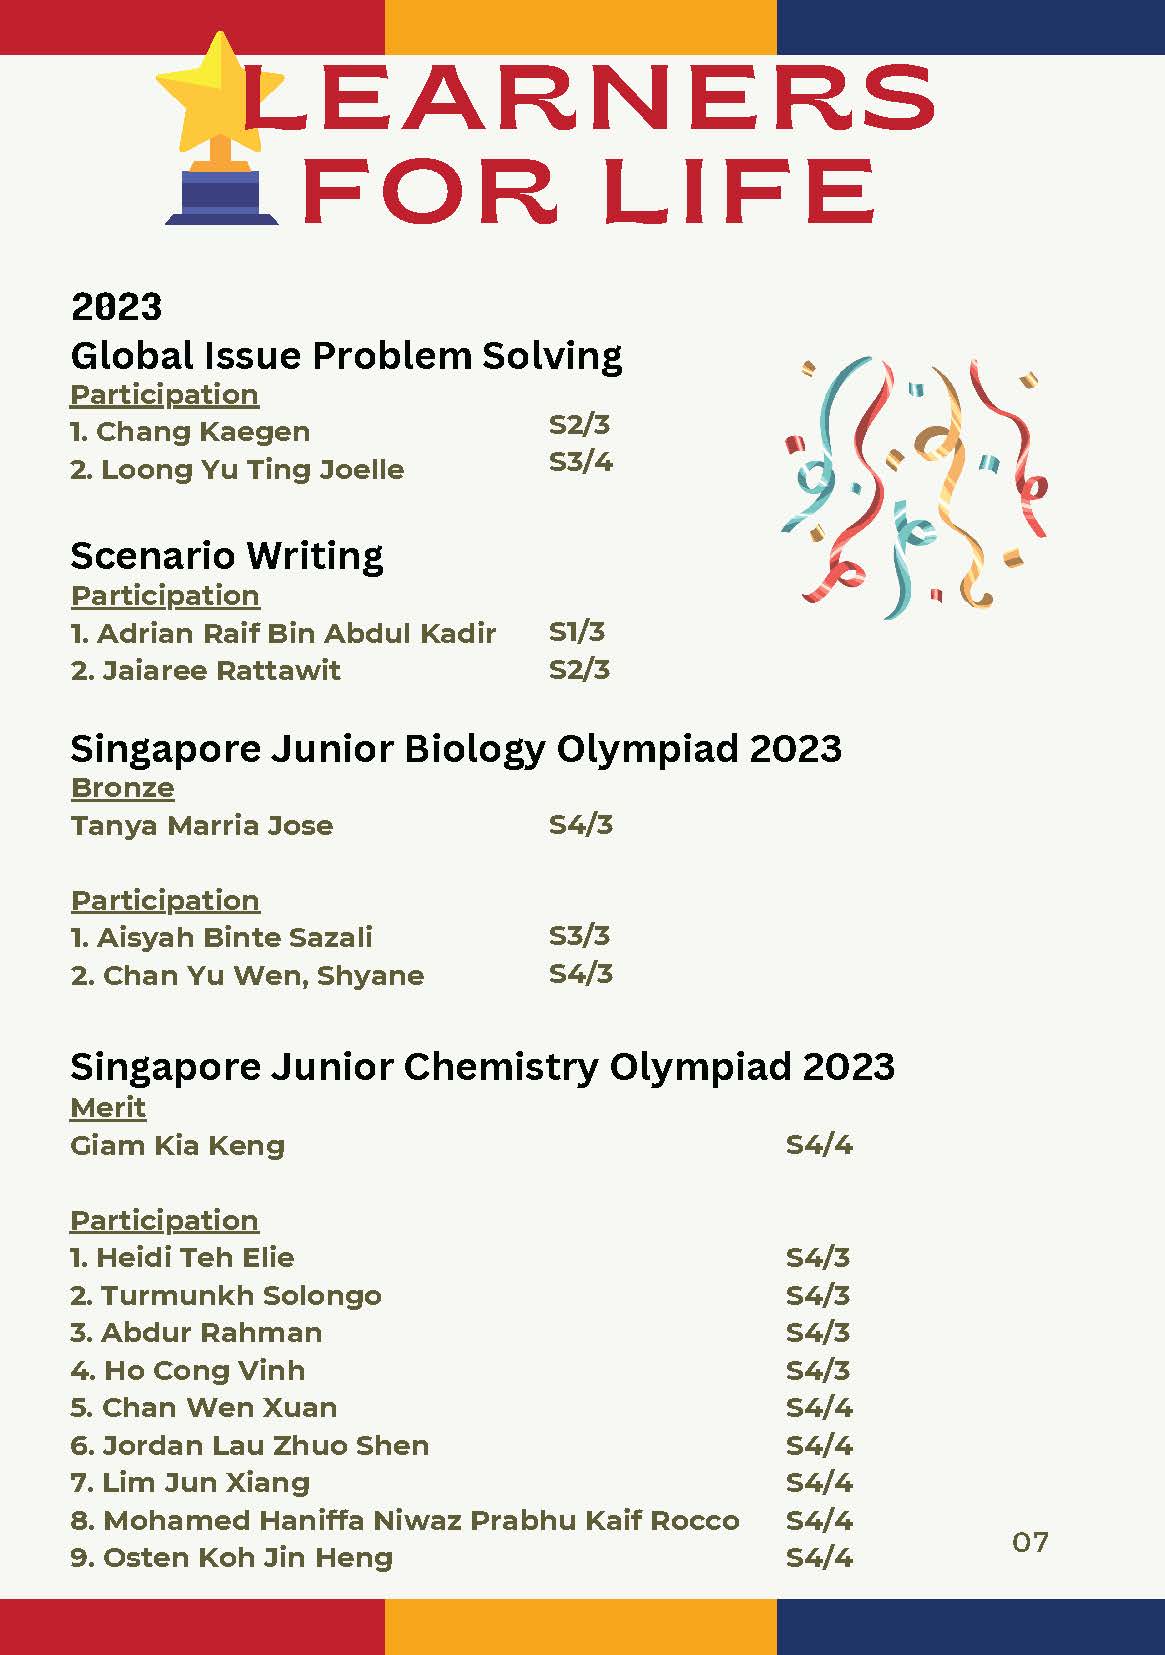 LEARNERS
FOR LIFE
2023
Global Issue Problem Solving
Participation
1. Chang Kaegen S2/3
2. Loong Yu Ting Joelle S3/4
Scenario Writing
Participation
1. Adrian Raif Bin Abdul Kadir S1/3
2. Jaiaree Rattawit S2/3
Singapore Junior Biology Olympiad 2023
Bronze
Tanya Marria Jose S4/3
Participation
1. Aisyah Binte Sazali S3/3
2. Chan Yu Wen, Shyane S4/3
Singapore Junior Chemistry Olympiad 2023
Merit
Giam Kia Keng S4/4
Participation
1. Heidi Teh Elie S4/3
2. Turmunkh Solongo S4/3
3. Abdur Rahman S4/3
4. Ho Cong Vinh S4/3
5. Chan Wen Xuan S4/4
6. Jordan Lau Zhuo Shen S4/4
7. Lim Jun Xiang S4/4
8. Mohamed Haniffa Niwaz Prabhu Kaif Rocco S4/4
9. Osten Koh Jin Heng S4/4
07